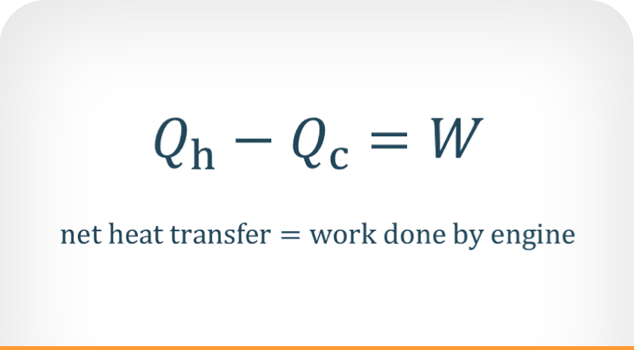 Qh − Qc = W
net heat transfer = work done by engine